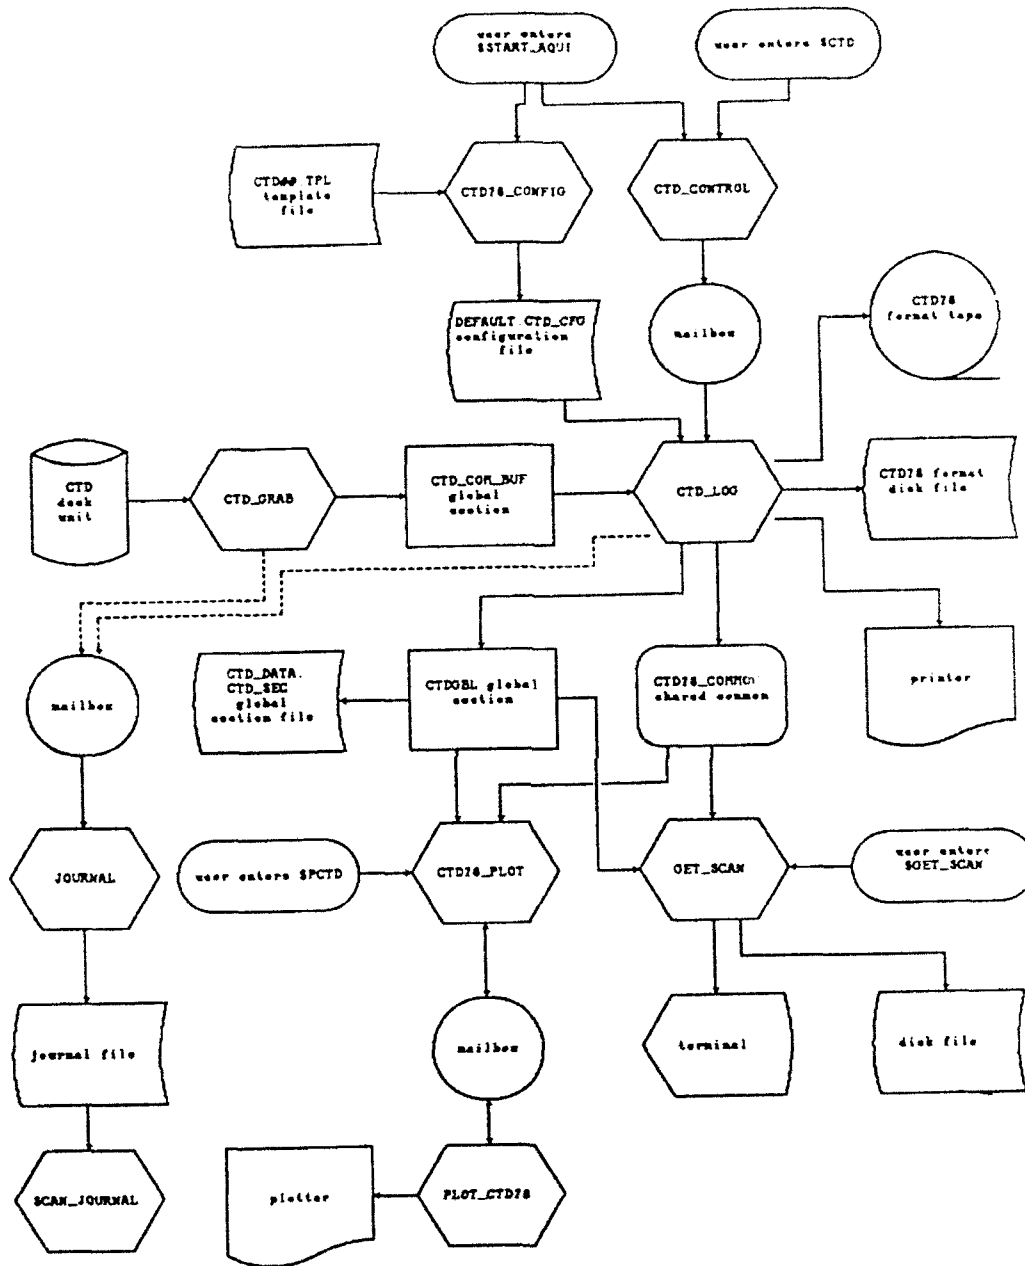 user enters
$START_AQUI
user enters $CTD
CTD##.TPL
template
file
CTD78_CONFIG
CTD_CONTROL
DEFAULT.CTD_CFG
configuration
file
mailbox
CTD78
format tape
CTD
deck
unit
CTD_GRAB
CTD_COM_BUF
global
section
CTD_LOG
CTD78 format
disk file
mailbox
CTD_DATA.
CTD_SEC
global
section file
CTDGBL global
section
CTD78_COMMON
shared common
printer
JOURNAL
user enters $PCTD
CTD78_PLOT
GET_SCAN
user enters
$GET_SCAN
journal file
mailbox
terminal
disk file
SCAN_JOURNAL
plotter
PLOT_CTD78